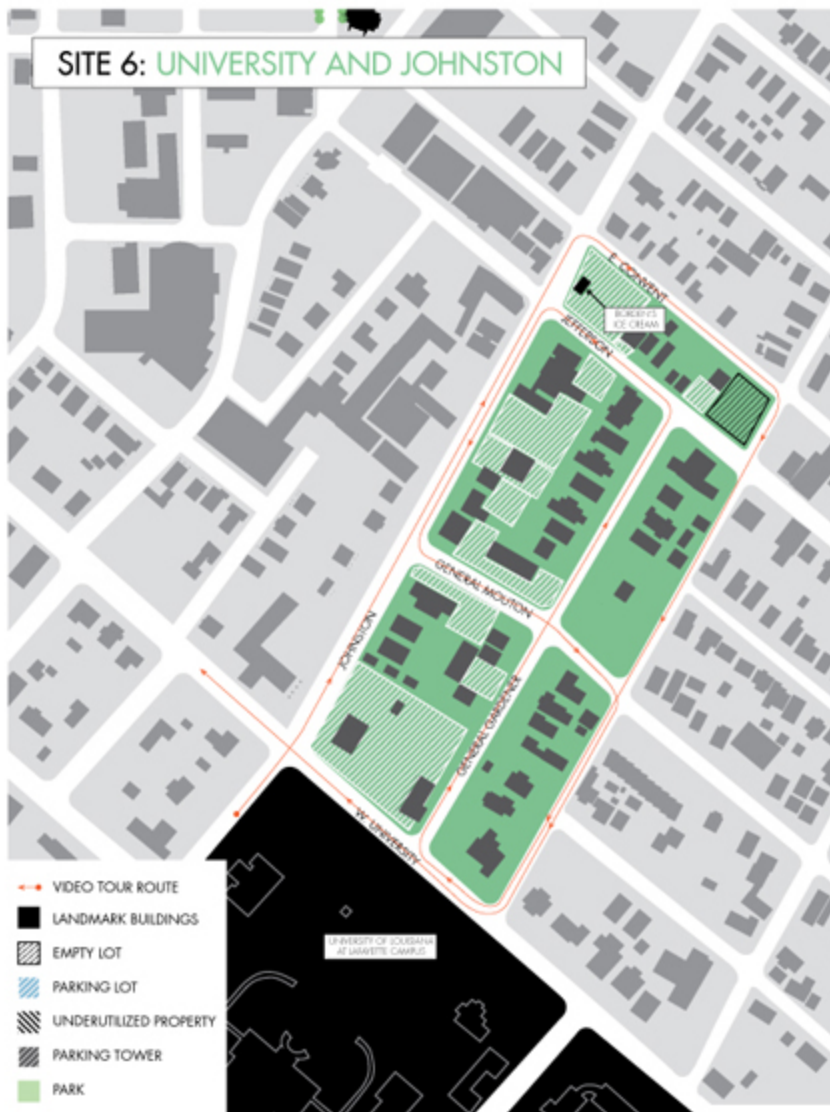 SITE 6: UNIVERSITY AND JOHNSTON
E. CONVENT
BORDEN'S
ICE CREAM
JEFFERSON
GENERAL MOUTON
JOHNSTON
GENERAL GARDENER
W. UNIVERSITY
UNIVERSITY OF LOUISIANA
AT LAFAYETTE CAMPUS
VIDEO TOUR ROUTE
LANDMARK BUILDINGS
EMPTY LOT
PARKING LOT
UNDERUTILIZED PROPERTY
PARKING TOWER
PARK